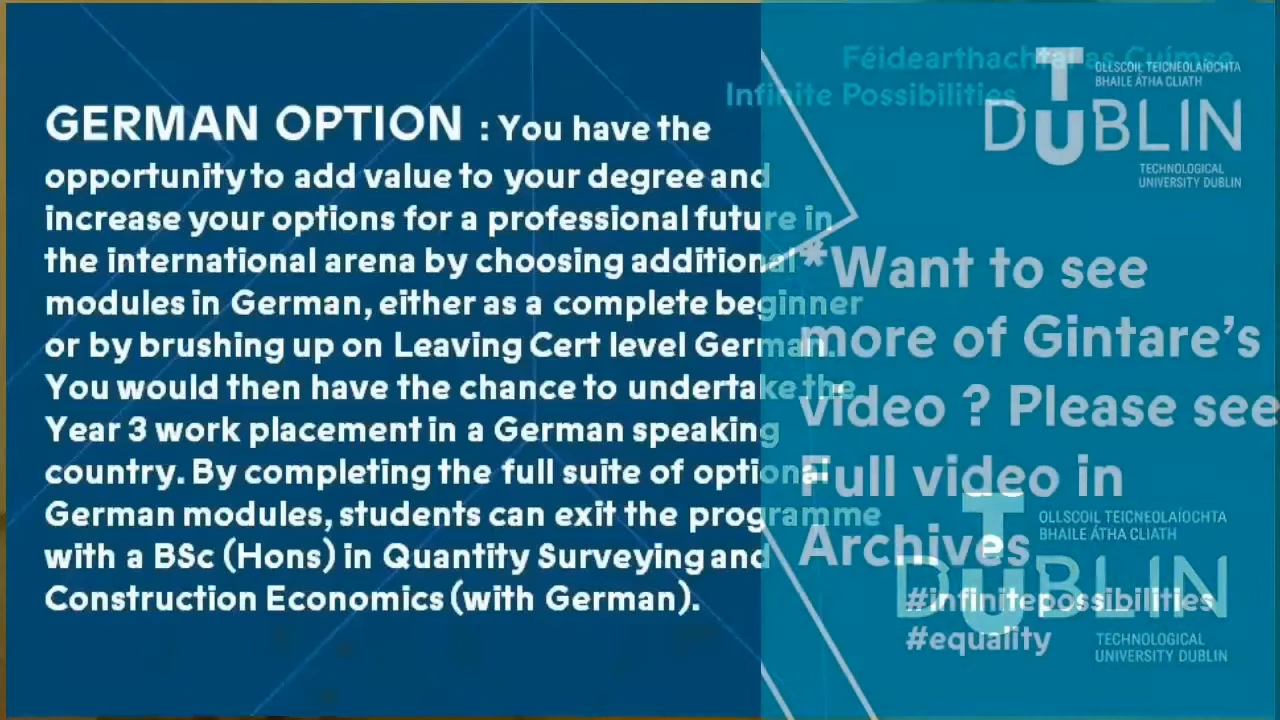 GERMAN OPTION : You have the
opportunity to add value to your degree and
increase your options for a professional future in
the international arena by choosing additional
modules in German, either as a complete beginner
or by brushing up on Leaving Cert level German.
You would then have the chance to undertake the
Year 3 work placement in a German speaking
country. By completing the full suite of optional
German modules, students can exit the programme
with a BSc (Hons) in Quantity Surveying and
Construction Economics (with German).
Féidearthachtaí as Cuimse
Infinite Possibilities
OLLSCOIL TEICNEOLAÍOCHTA
BHAILE ÁTHA CLIATH
TU DUBLIN
TECHNOLOGICAL
UNIVERSITY DUBLIN
*Want to see
more of Gintare’s
video ? Please see
Full video in
Archives
OLLSCOIL TEICNEOLAÍOCHTA
BHAILE ÁTHA CLIATH
TU DUBLIN
#infinitepossibilities
#equality
TECHNOLOGICAL
UNIVERSITY DUBLIN